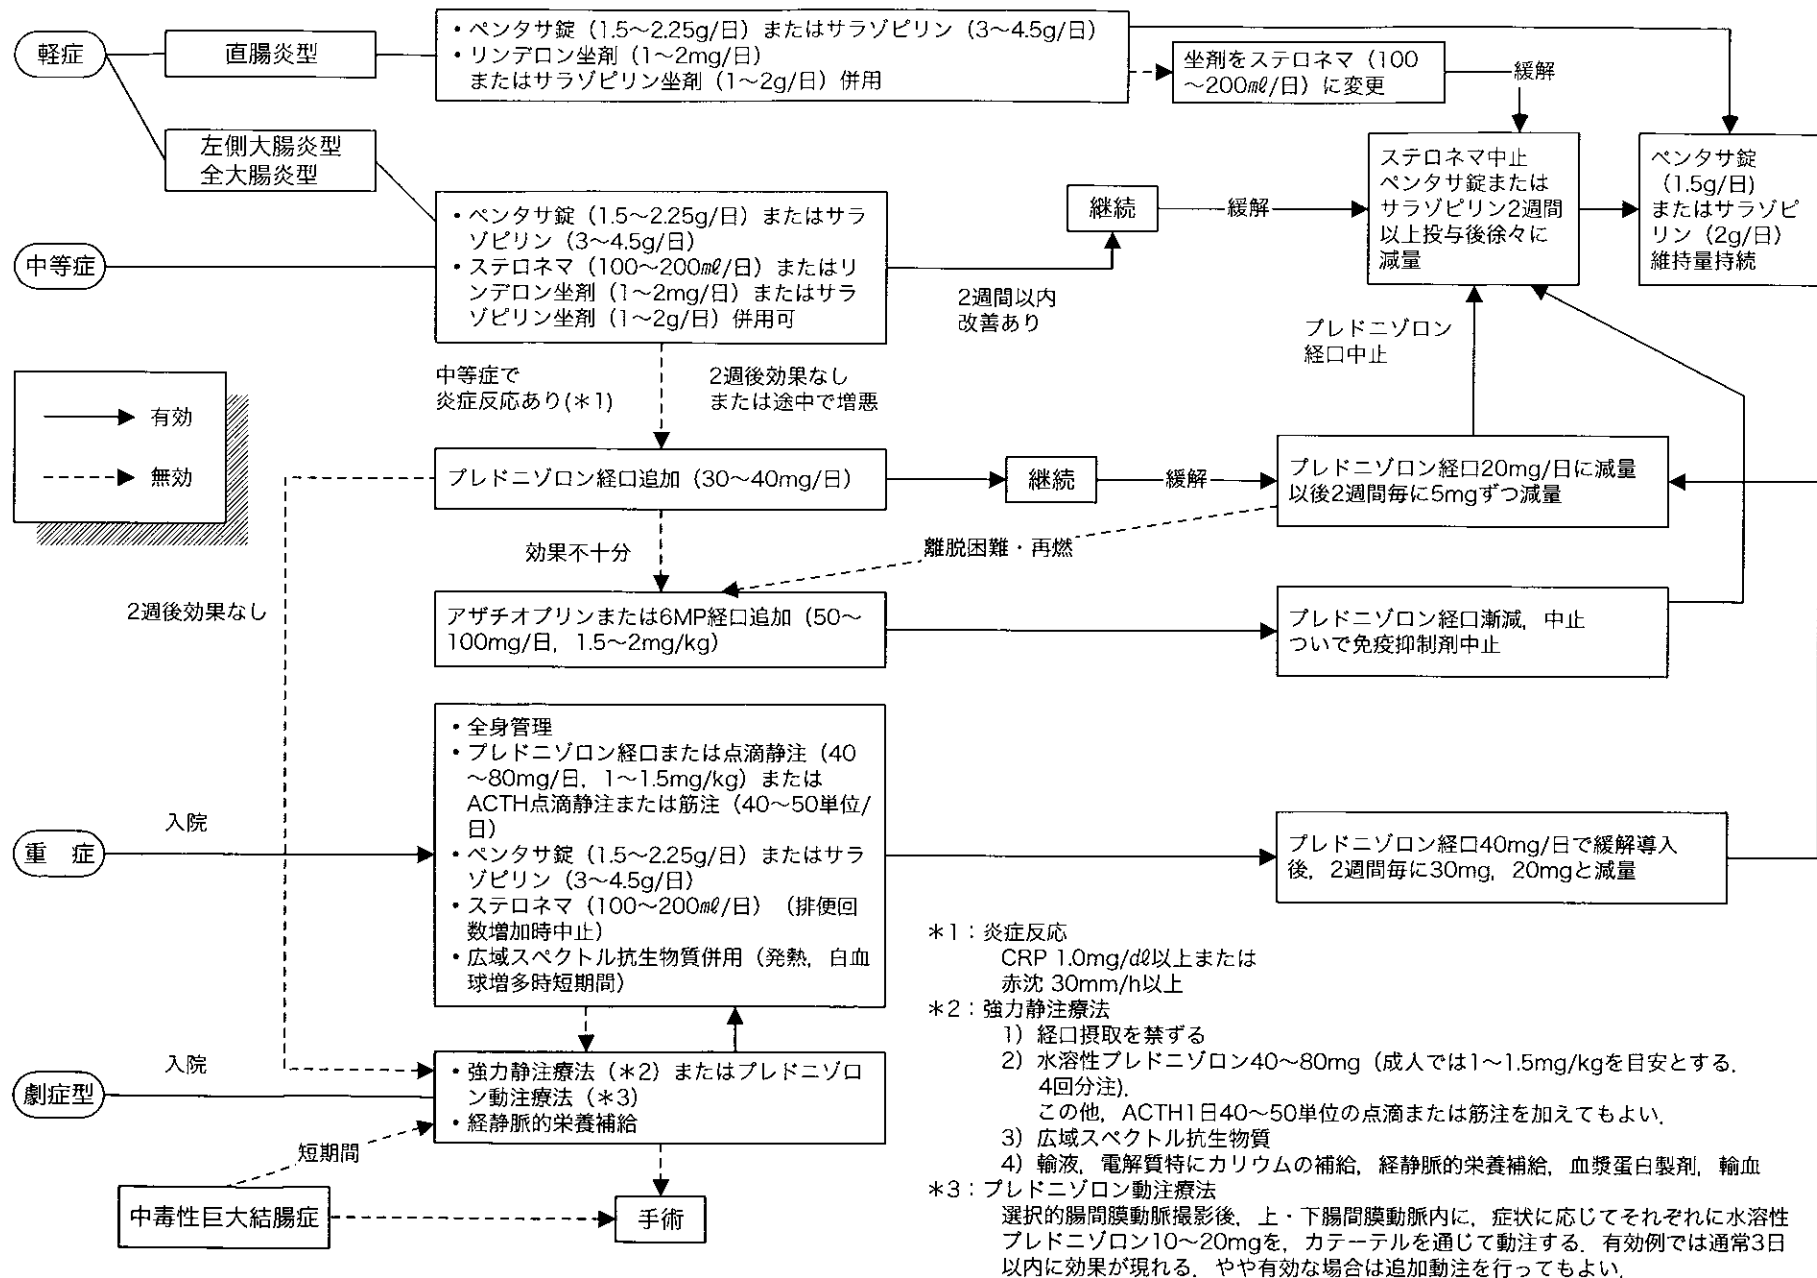 軽症
直腸炎型
・ペンタサ錠（1.5～2.25g/日）またはサラゾピリン（3～4.5g/日）
・リンデロン坐剤（1～2mg/日）
またはサラゾピリン坐剤（1～2g/日）併用
坐剤をステロネマ（100
～200㎖/日）に変更
緩解
左側大腸炎型
全大腸炎型
中等症
・ペンタサ錠（1.5～2.25g/日）またはサラ
ゾピリン（3～4.5g/日）
・ステロネマ（100～200㎖/日）またはリ
ンデロン坐剤（1～2mg/日）またはサラ
ゾピリン坐剤（1～2g/日）併用可
2週間以内
改善あり
継続
緩解
ステロネマ中止
ペンタサ錠または
サラゾピリン2週間
以上投与後徐々に
減量
ペンタサ錠
（1.5g/日）
またはサラゾピ
リン（2g/日）
維持量持続
有効
無効
中等症で
炎症反応あり(＊1)
2週後効果なし
または途中で増悪
プレドニゾロン
経口中止
プレドニゾロン経口追加（30～40mg/日）
継続
緩解
プレドニゾロン経口20mg/日に減量
以後2週間毎に5mgずつ減量
効果不十分
離脱困難・再燃
2週後効果なし
アザチオプリンまたは6MP経口追加（50～
100mg/日，1.5～2mg/kg）
プレドニゾロン経口漸減，中止
ついで免疫抑制剤中止
重　症
入院
・全身管理
・プレドニゾロン経口または点滴静注（40
～80mg/日，1～1.5mg/kg）または
ACTH点滴静注または筋注（40～50単位/
日）
・ペンタサ錠（1.5～2.25g/日）またはサラ
ゾピリン（3～4.5g/日）
・ステロネマ（100～200㎖/日）（排便回
数増加時中止）
・広域スペクトル抗生物質併用（発熱，白血
球増多時短期間）
プレドニゾロン経口40mg/日で緩解導入
後，2週間毎に30mg，20mgと減量
劇症型
入院
・強力静注療法（＊2）またはプレドニゾロ
ン動注療法（＊3）
・経静脈的栄養補給
短期間
中毒性巨大結腸症
手術
＊1：炎症反応
CRP 1.0mg/㎗以上または
赤沈 30mm/h以上
＊2：強力静注療法
1）経口摂取を禁ずる
2）水溶性プレドニゾロン40～80mg（成人では1～1.5mg/kgを目安とする．
4回分注）．
この他，ACTH1日40～50単位の点滴または筋注を加えてもよい．
3）広域スペクトル抗生物質
4）輸液，電解質特にカリウムの補給，経静脈的栄養補給，血漿蛋白製剤，輸血
＊3：プレドニゾロン動注療法
選択的腸間膜動脈撮影後，上・下腸間膜動脈内に，症状に応じてそれぞれに水溶性
プレドニゾロン10～20mgを，カテーテルを通じて動注する．有効例では通常3日
以内に効果が現れる．やや有効な場合は追加動注を行ってもよい．